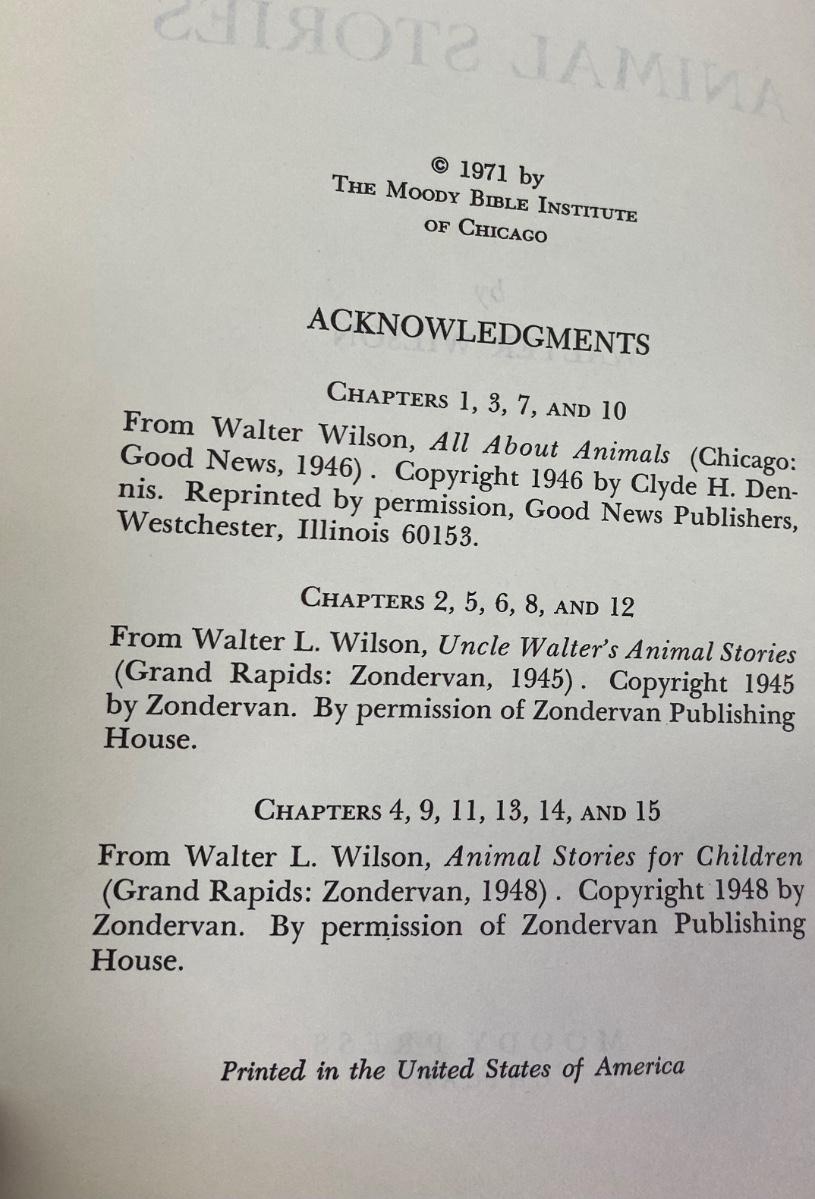 ANIMAL STORIES
© 1971 by
THE MOODY BIBLE INSTITUTE
OF CHICAGO
by
ACKNOWLEDGMENTS
CHAPTERS 1, 3, 7, AND 10
From Walter Wilson, All About Animals (Chicago:
Good News, 1946). Copyright 1946 by Clyde H. Den-
nis. Reprinted by permission, Good News Publishers,
Westchester, Illinois 60153.
CHAPTERS 2, 5, 6, 8, AND 12
From Walter L. Wilson, Uncle Walter's Animal Stories
(Grand Rapids: Zondervan, 1945). Copyright 1945
by Zondervan. By permission of Zondervan Publishing
House.
CHAPTERS 4, 9, 11, 13, 14, AND 15
From Walter L. Wilson, Animal Stories for Children
(Grand Rapids: Zondervan, 1948). Copyright 1948 by
Zondervan. By permission of Zondervan Publishing
House.
MOODY PRESS
Printed in the United States of America